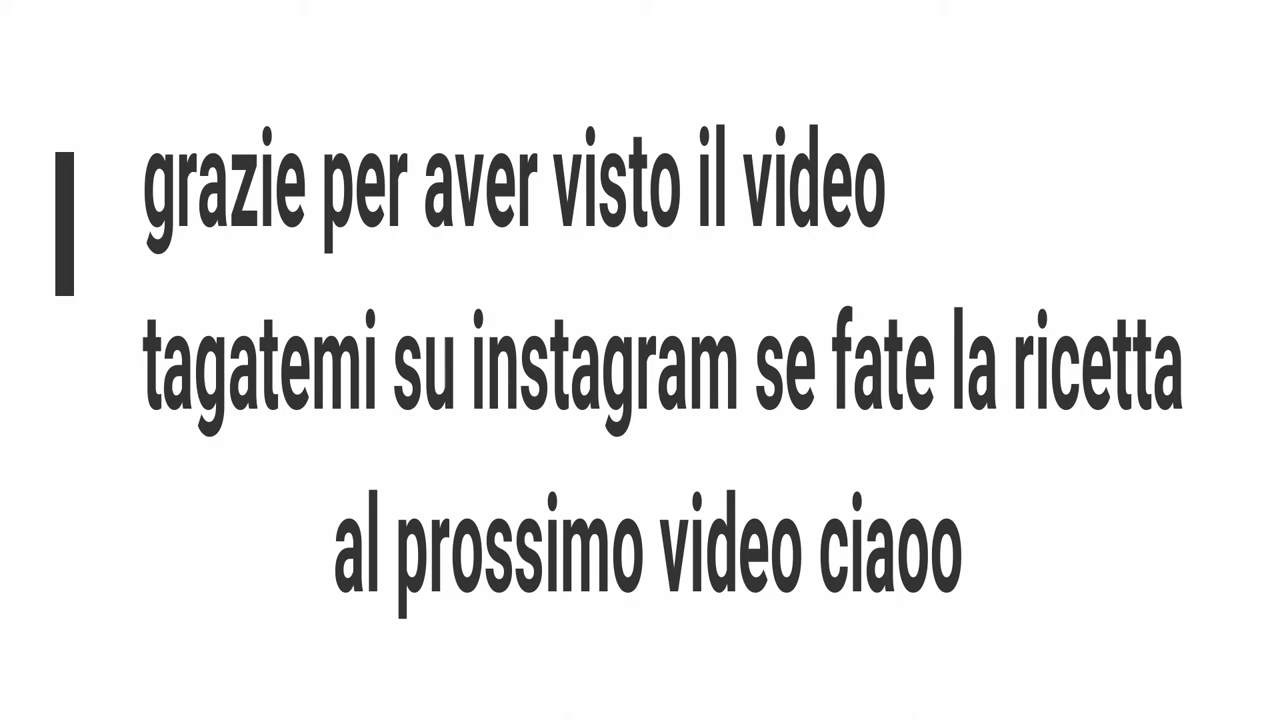 grazie per aver visto il video
tagatemi su instagram se fate la ricetta
al prossimo video ciaoo